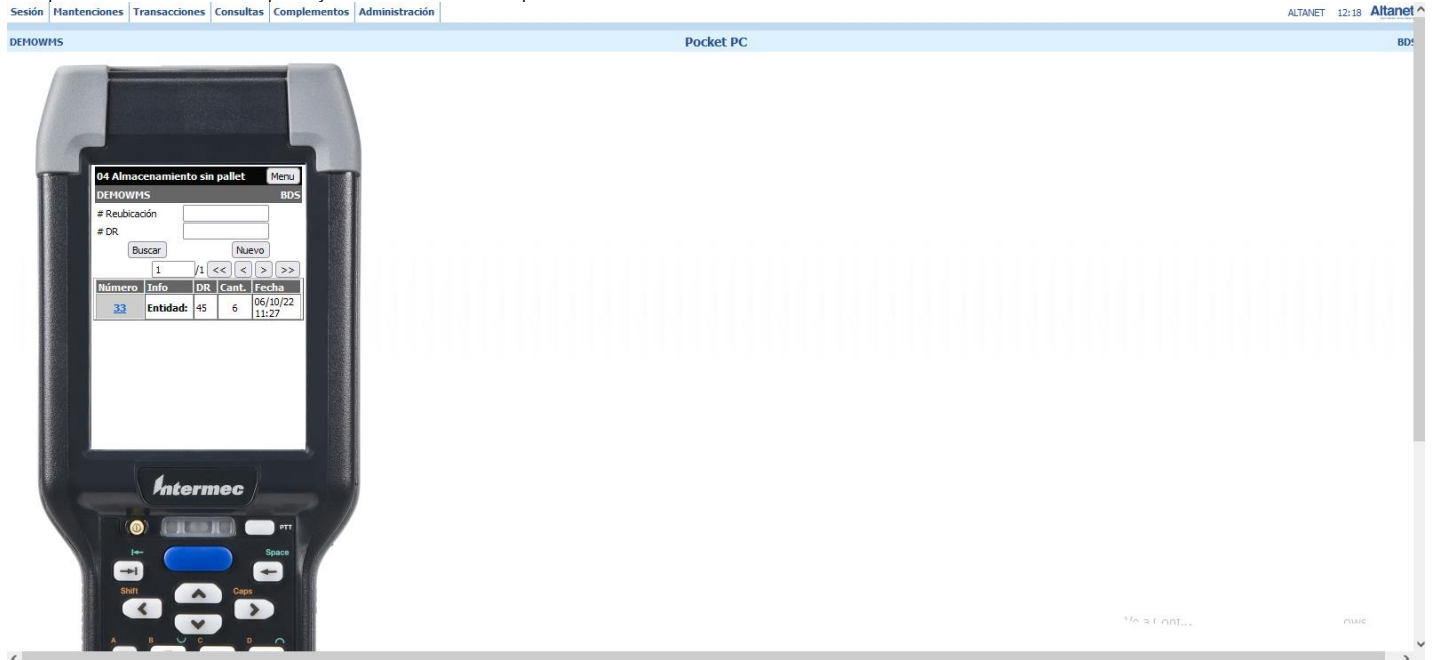 Sesión Mantenciones Transacciones Consultas Complementos Administración ALTANET 12:18 Altanet
DEMOWMS Pocket PC BDS
04 Almacenamiento sin pallet Menu
DEMOWMS BDS
# Reubicación
# DR
Buscar Nuevo
1 /1 << < > >>
Número Info DR Cant. Fecha
33 Entidad: 45 6 06/10/22
11:27
Intermec
PTT
Space
Shift Caps
A B C D